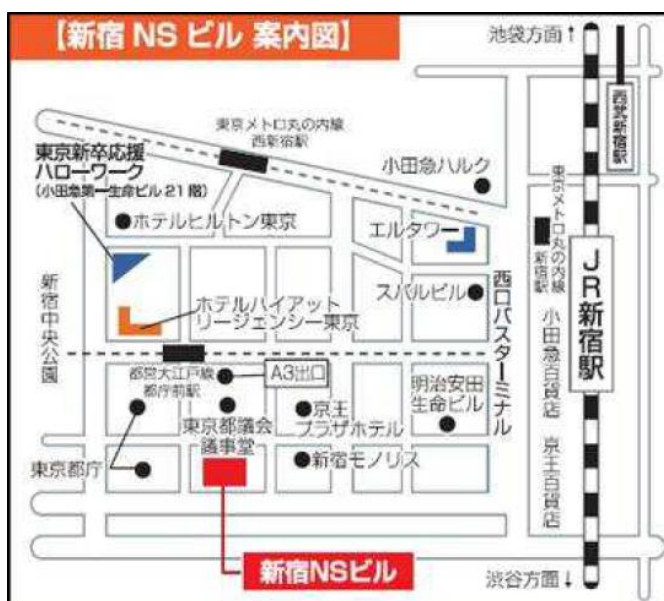 【新宿 NS ビル 案内図】
池袋方面↑
西武新宿駅
東京メトロ丸の内線
西新宿駅
東京新卒応援
ハローワーク
(小田急第一生命ビル21階)
小田急ハルク
ホテルヒルトン東京
エルタワー
東京メトロ丸の内線
新宿駅
JR新宿駅
新宿中央公園
ホテルハイアット
リージェンシー東京
スバルビル
西口バスターミナル
小田急百貨店
都営大江戸線
都庁前駅
A3出口
明治安田
生命ビル
東京都議会
議事堂
京王
プラザホテル
京王百貨店
東京都庁
新宿モノリス
新宿NSビル
渋谷方面↓